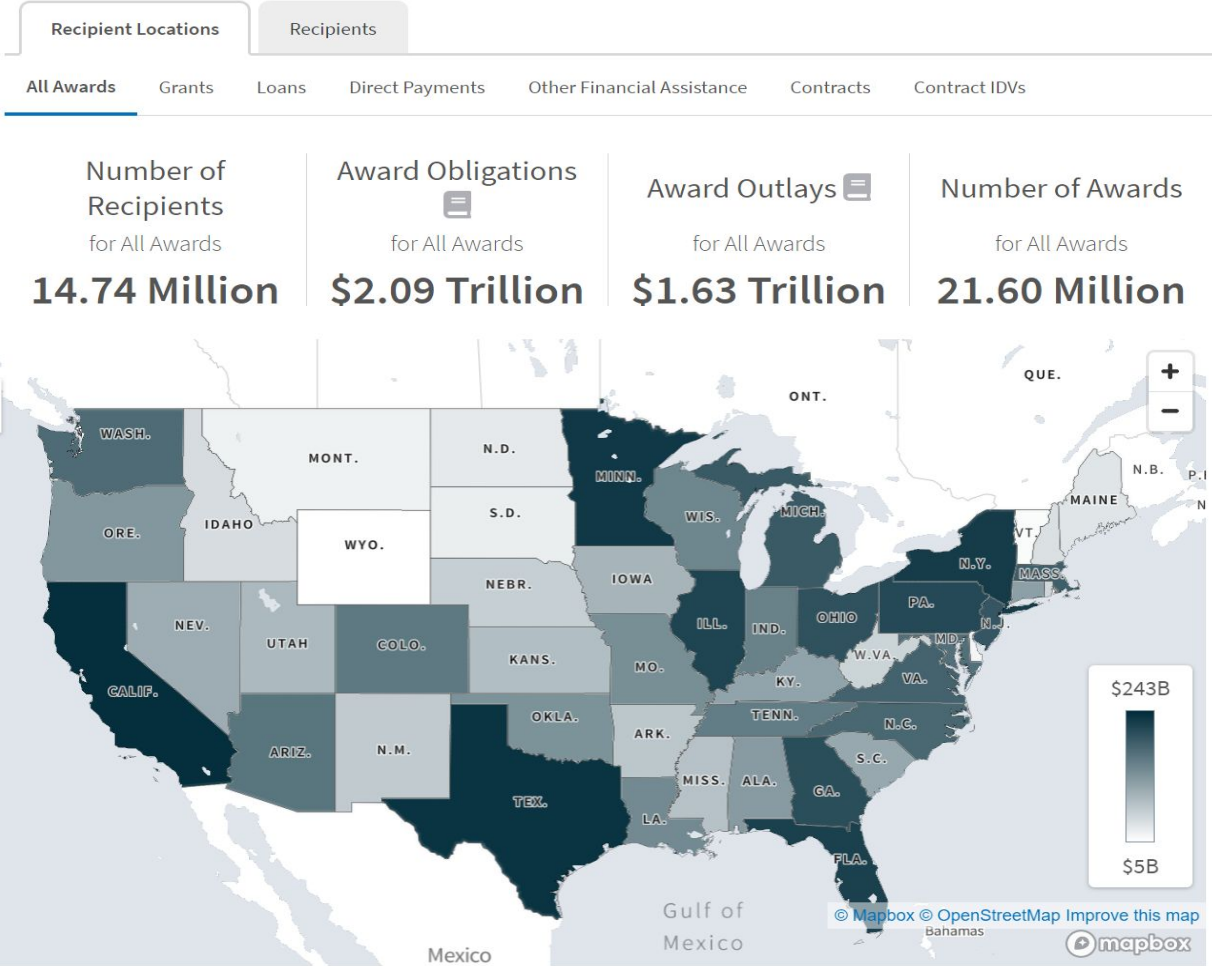 Recipient Locations
Recipients
All Awards
Grants
Loans
Direct Payments
Other Financial Assistance
Contracts
Contract IDVs
Number of
Recipients
for All Awards
14.74 Million
Award Obligations
for All Awards
$2.09 Trillion
Award Outlays
for All Awards
$1.63 Trillion
Number of Awards
for All Awards
21.60 Million
+
−
QUE.
ONT.
N.B.
WASH.
MONT.
N.D.
MINN.
MAINE
ORE.
IDAHO
S.D.
WIS.
MICH.
VT.
WYO.
N.Y.
MASS.
NEBR.
IOWA
PA.
NEV.
UTAH
COLO.
ILL.
IND.
OHIO
N.J.
MD.
KANS.
MO.
W.VA.
VA.
CALIF.
KY.
OKLA.
TENN.
N.C.
ARIZ.
N.M.
ARK.
S.C.
MISS.
ALA.
GA.
TEX.
LA.
FLA.
$243B
$5B
Gulf of
Mexico
Mexico
© Mapbox © OpenStreetMap Improve this map
Bahamas
mapbox